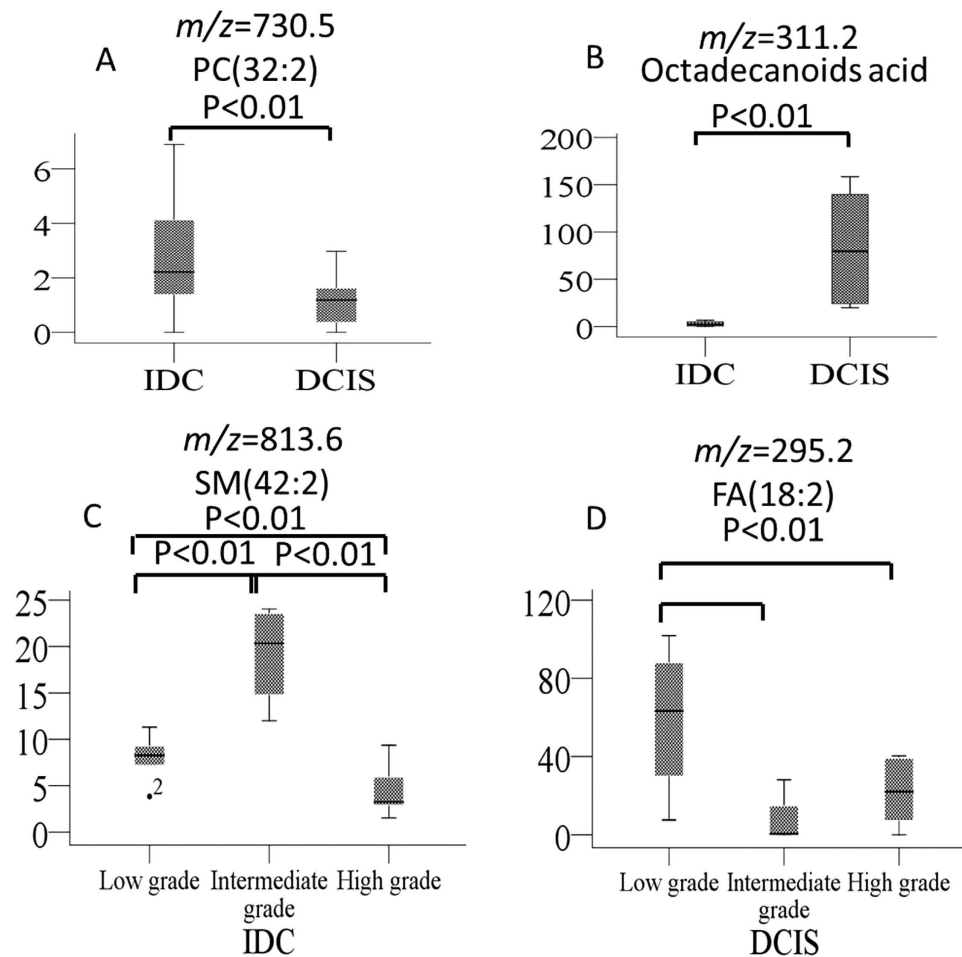 A
m/z=730.5
PC(32:2)
P<0.01
6
4
2
0
IDC
DCIS
B
m/z=311.2
Octadecanoids acid
P<0.01
200
150
100
50
0
IDC
DCIS
C
m/z=813.6
SM(42:2)
P<0.01
P<0.01
P<0.01
25
20
15
10
5
0
2
Low grade
Intermediate
grade
High grade
IDC
D
m/z=295.2
FA(18:2)
P<0.01
120
80
40
0
Low grade
Intermediate
grade
High grade
DCIS